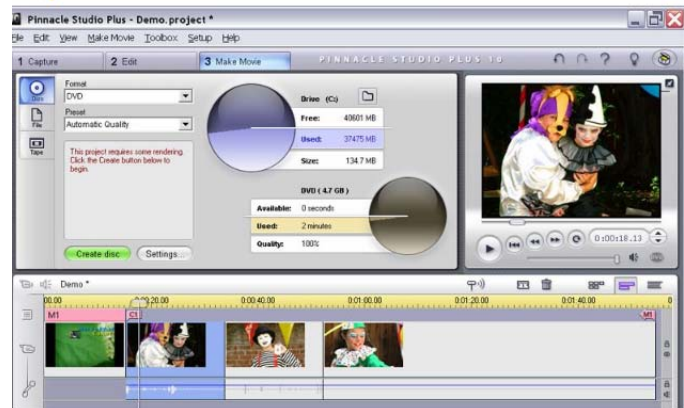 Pinnacle Studio Plus - Demo.project *
File Edit View Make Movie Toolbox Setup Help
1 Capture 2 Edit 3 Make Movie PINNACLE STUDIO PLUS 10
Disc
File
Tape
Format
DVD
Preset
Automatic Quality
This project requires some rendering.
Click the Create button below to
begin.
Create disc Settings...
Drive (C:)
Free: 40601 MB
Used: 37475 MB
Size: 134.7 MB
DVD (4.7 GB)
Available: 0 seconds
Used: 2 minutes
Quality: 100%
0:00:18.13
Demo *
00.00 0:00:20.00 0:00:40.00 0:01:00.00 0:01:20.00 0:01:40.00 0
M1 C1 M1